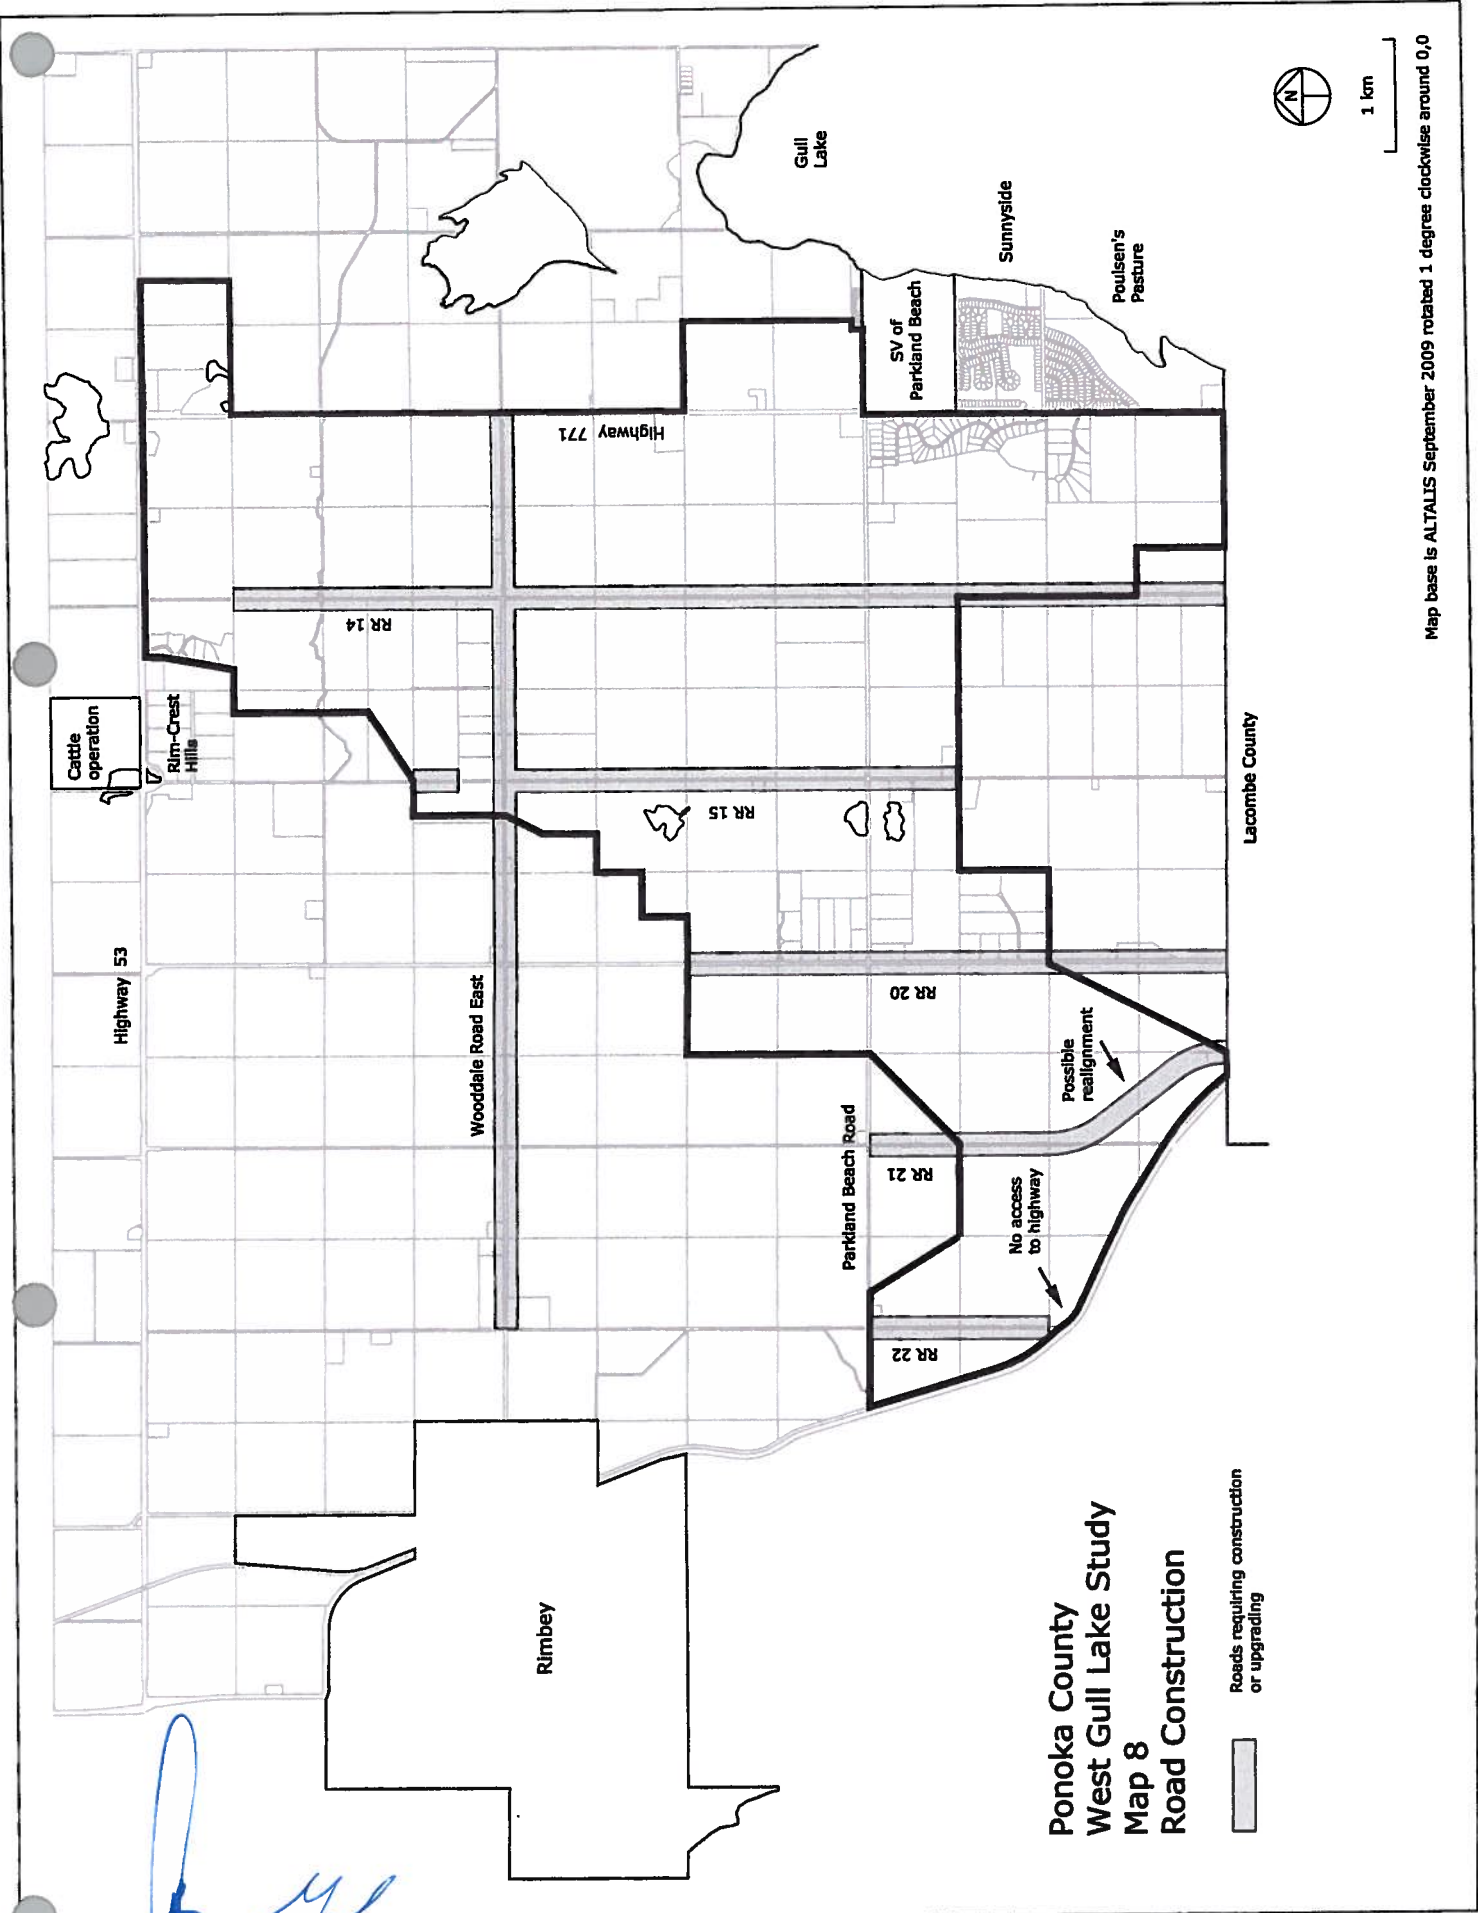 Cattle
operation
Rim-Crest
Hills
Highway 53
RR 14
Wooddale Road East
Highway 771
RR 15
Gull
Lake
SV of
Parkland Beach
Sunnyside
Poulsen's
Pasture
RR 20
Parkland Beach Road
RR 21
RR 22
Possible
realignment
No access
to highway
Lacombe County
Rimbey
Ponoka County
West Gull Lake Study
Map 8
Road Construction
Roads requiring construction
or upgrading
N
1 km
Map base is ALTALIS September 2009 rotated 1 degree clockwise around 0,0